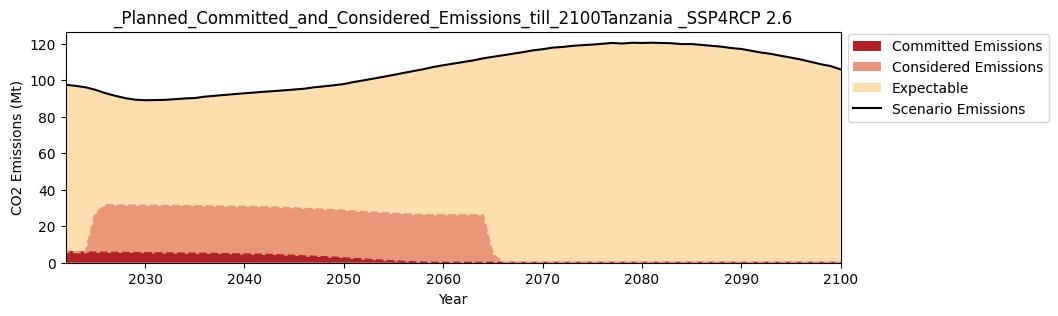 _Planned_Committed_and_Considered_Emissions_till_2100Tanzania _SSP4RCP 2.6
120
100
80
60
40
20
0
CO2 Emissions (Mt)
2030 2040 2050 2060 2070 2080 2090 2100
Year
Committed Emissions
Considered Emissions
Expectable
Scenario Emissions